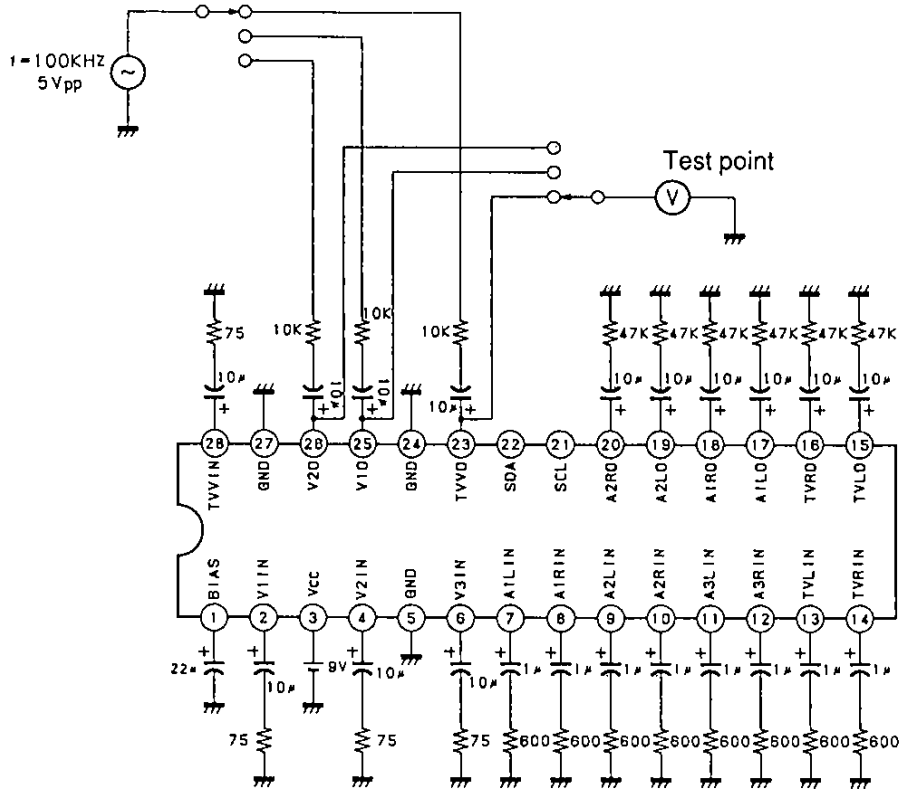 f=100KHZ
5Vpp
Test point
75
10K
10K
10K
47K
47K
47K
47K
47K
47K
10μ
10μ
10μ
10μ
10μ
10μ
10μ
10μ
10μ
10μ
28
27
28
25
24
23
22
21
20
19
18
17
16
15
TVVIN
GND
V2O
V1O
GND
TVVO
SDA
SCL
A2RO
A2LO
A1RO
A1LO
TVRO
TVLO
BIAS
V1IN
Vcc
V2IN
GND
V3IN
A1LIN
A1RIN
A2LIN
A2RIN
A3LIN
A3RIN
TVLIN
TVRIN
1
2
3
4
5
6
7
8
9
10
11
12
13
14
22μ
10μ
9V
10μ
10μ
1μ
1μ
1μ
1μ
1μ
1μ
1μ
1μ
75
75
75
600
600
600
600
600
600
600
600